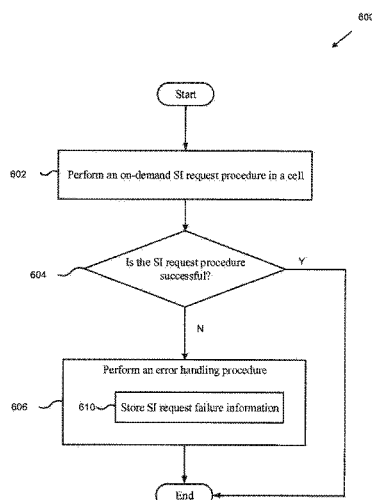 600
Start
602
Perform an on-demand SI request procedure in a cell
Is the SI request procedure
successful?
604
Y
N
Perform an error handling procedure
606
610
Store SI request failure information
End